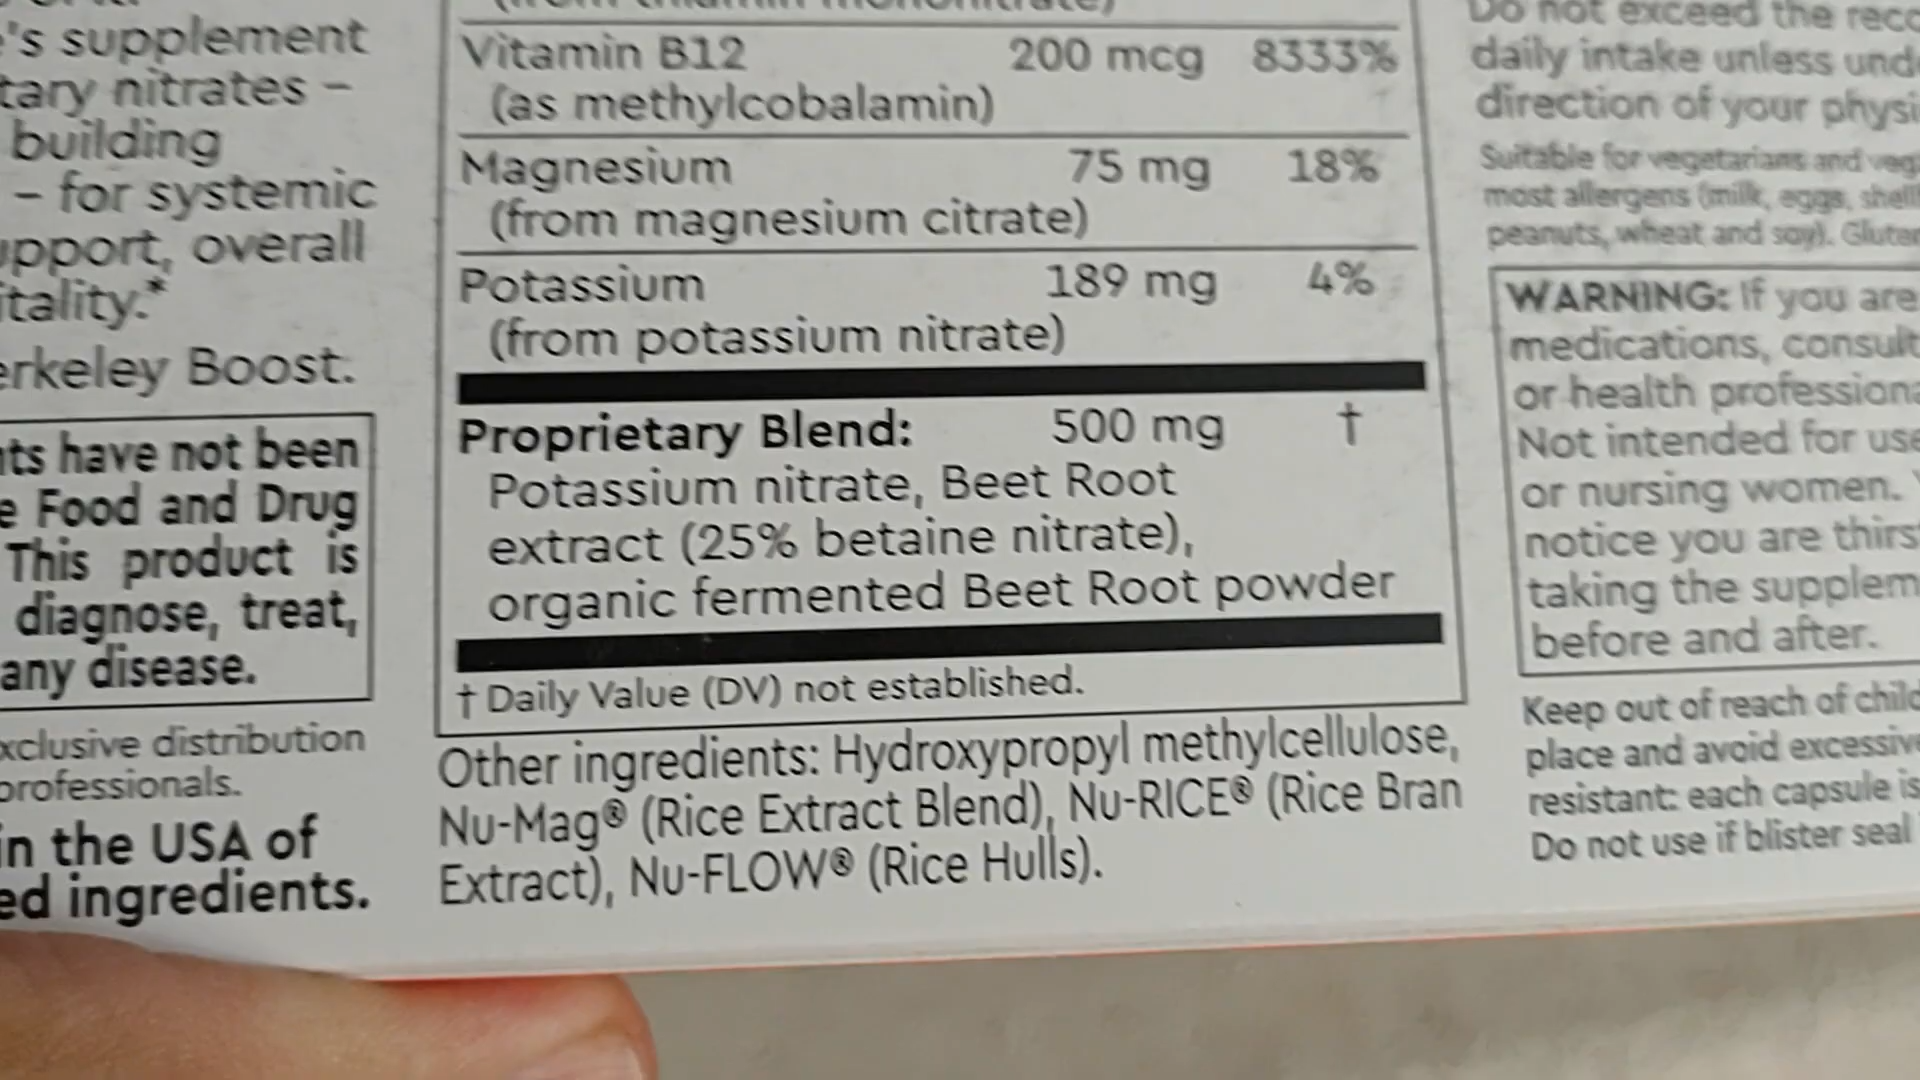 's supplement
tary nitrates –
building
– for systemic
upport, overall
itality.*
erkeley Boost:
ts have not been
e Food and Drug
This product is
diagnose, treat,
any disease.
xclusive distribution
professionals.
in the USA of
ed ingredients.
(from thiamin mononitrate)
Vitamin B12 200 mcg 8333%
(as methylcobalamin)
Magnesium 75 mg 18%
(from magnesium citrate)
Potassium 189 mg 4%
(from potassium nitrate)
Proprietary Blend: 500 mg †
Potassium nitrate, Beet Root
extract (25% betaine nitrate),
organic fermented Beet Root powder
† Daily Value (DV) not established.
Other ingredients: Hydroxypropyl methylcellulose,
Nu-Mag® (Rice Extract Blend), Nu-RICE® (Rice Bran
Extract), Nu-FLOW® (Rice Hulls).
Do not exceed the reco
daily intake unless und
direction of your physi
Suitable for vegetarians and veg
most allergens (milk, eggs, shell
peanuts, wheat and soy). Gluten
WARNING: If you are
medications, consult
or health professiona
Not intended for use
or nursing women.
notice you are thirs
taking the supplem
before and after.
Keep out of reach of child
place and avoid excessive
resistant: each capsule is
Do not use if blister seal